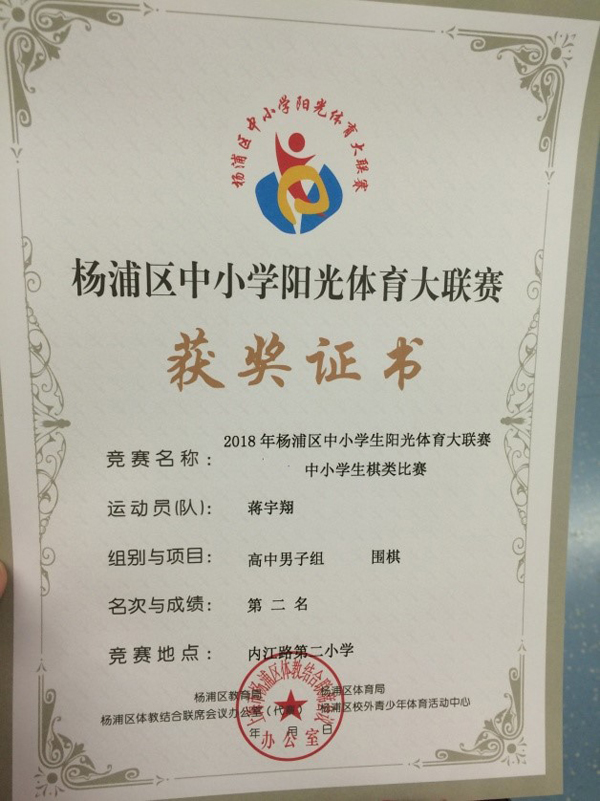 杨浦区中小学阳光体育大联赛
杨浦区中小学阳光体育大联赛
获奖证书
竞赛名称： 2018 年杨浦区中小学生阳光体育大联赛
中小学生棋类比赛
运动员(队)： 蒋宇翔
组别与项目： 高中男子组 围棋
名次与成绩： 第 二 名
竞赛地点： 内江路第二小学
杨浦区教育局 杨浦区体育局
杨浦区体教结合联席会议办公室（代章） 杨浦区校外青少年体育活动中心
年 月 日
办公室